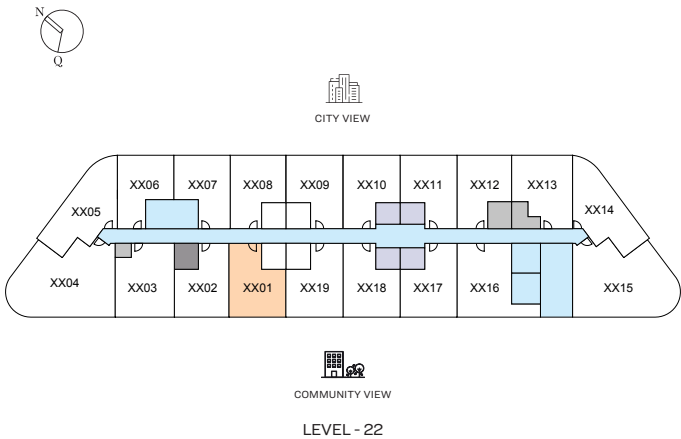 N
Q
CITY VIEW
XX06 XX07 XX08 XX09 XX10 XX11 XX12 XX13
XX05 XX14
XX04 XX03 XX02 XX01 XX19 XX18 XX17 XX16 XX15
COMMUNITY VIEW
LEVEL - 22